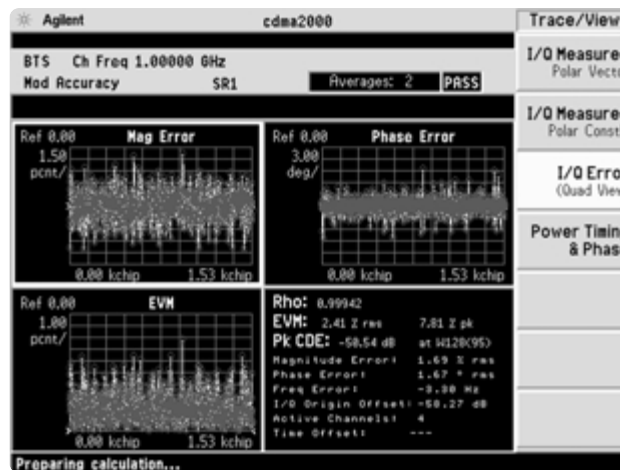 Agilent cdma2000 Trace/View
BTS Ch Freq 1.00000 GHz
Mod Accuracy SR1 Averages: 2 PASS
I/Q Measure
Polar Vect
I/Q Measure
Polar Const
I/Q Erro
(Quad View
Power Timin
& Phas
Ref 0.00 Mag Error
1.50
pcnt/
0.00 kchip 1.53 kchip
Ref 0.00 Phase Error
3.00
deg/
0.00 kchip 1.53 kchip
Ref 0.00 EVM
1.00
pcnt/
0.00 kchip 1.53 kchip
Rho: 0.99942
EVM: 2.41 % rms 7.81 % pk
Pk CDE: -50.54 dB at W128(95)
Magnitude Error: 1.69 % rms
Phase Error: 1.67 ° rms
Freq Error: -3.30 Hz
I/Q Origin Offset: -50.27 dB
Active Channels: 4
Time Offset: ---
Preparing calculation...